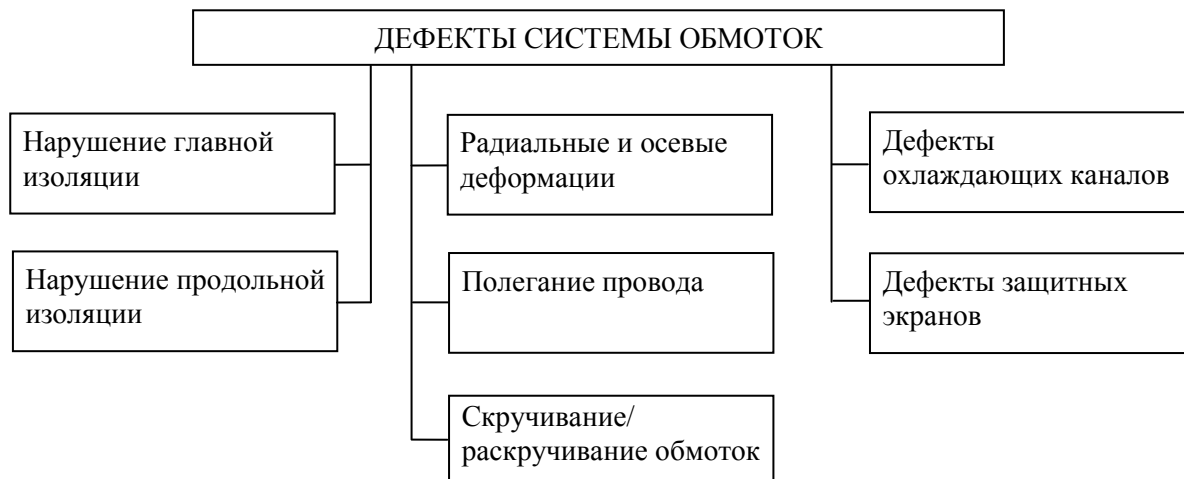 ДЕФЕКТЫ СИСТЕМЫ ОБМОТОК
Нарушение главной
изоляции
Нарушение продольной
изоляции
Радиальные и осевые
деформации
Полегание провода
Скручивание/
раскручивание обмоток
Дефекты
охлаждающих каналов
Дефекты защитных
экранов